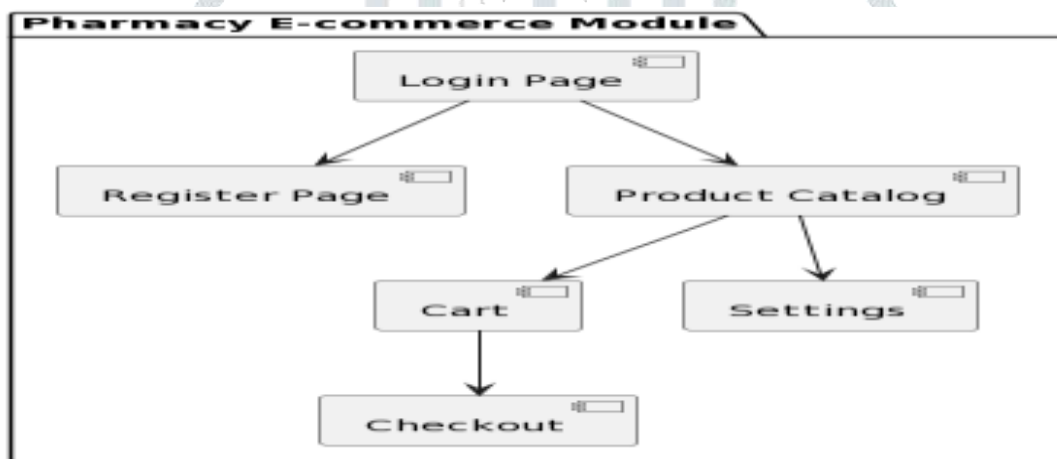 Pharmacy E-commerce Module
Login Page
Register Page
Product Catalog
Cart
Settings
Checkout